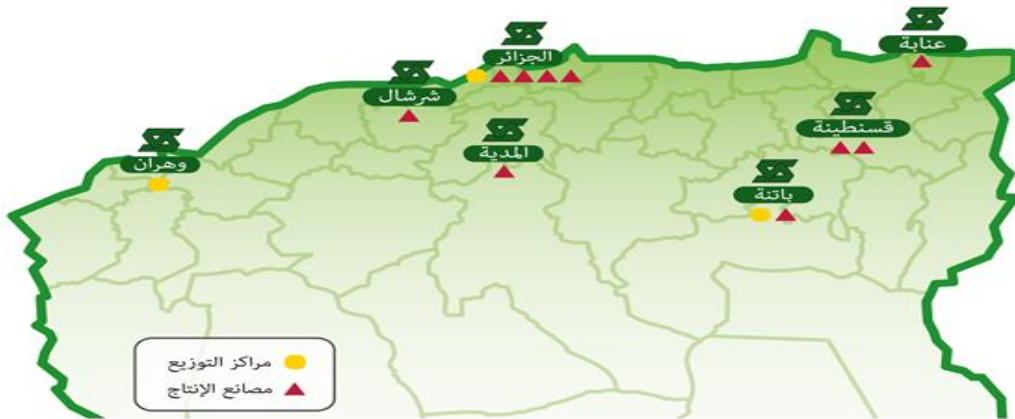 عنابة
الجزائر
شرشال
قسنطينة
المدية
وهران
باتنة
مراكز التوزيع
مصانع الإنتاج